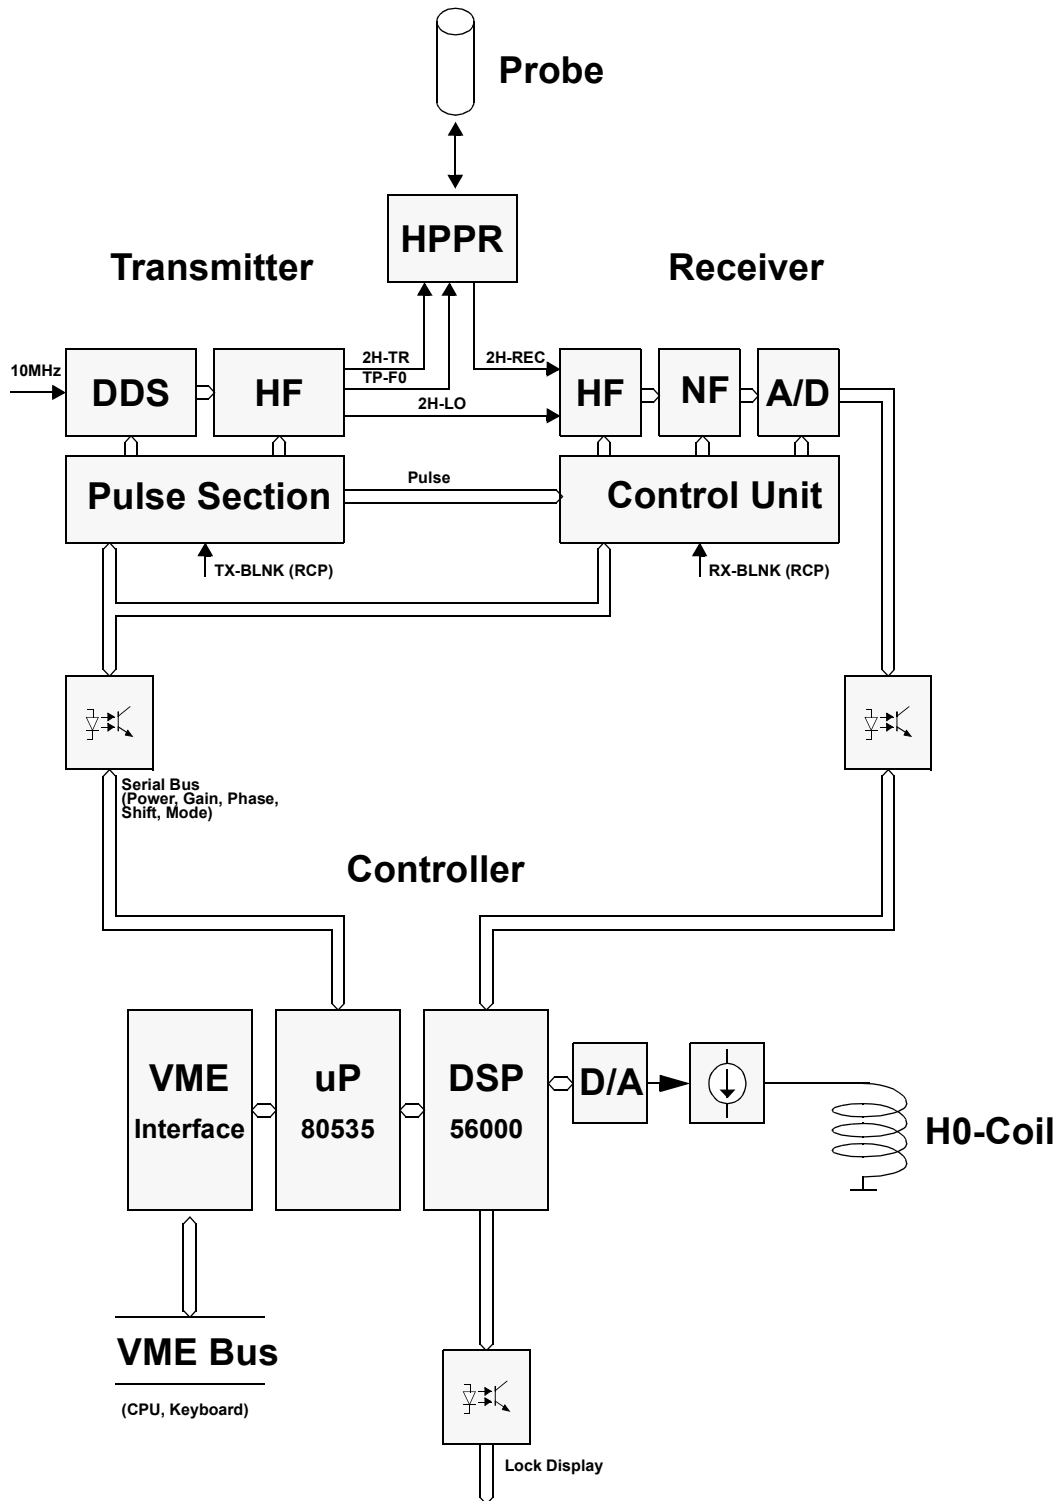 Probe
HPPR
Transmitter
Receiver
10MHz
DDS
HF
2H-TR
TP-F0
2H-LO
2H-REC
HF
NF
A/D
Pulse Section
Pulse
Control Unit
TX-BLNK (RCP)
RX-BLNK (RCP)
Serial Bus
(Power, Gain, Phase,
Shift, Mode)
Controller
VME
Interface
uP
80535
DSP
56000
D/A
H0-Coil
VME Bus
(CPU, Keyboard)
Lock Display